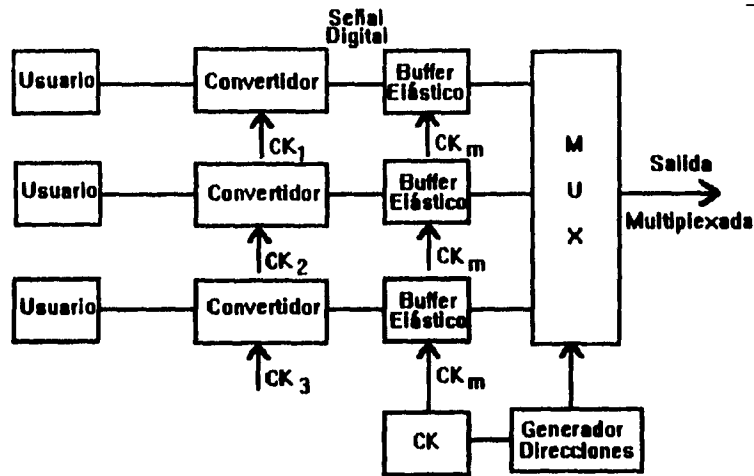 Señal
Digital
Usuario
Convertidor
Buffer
Elástico
CK1
CKm
Usuario
Convertidor
Buffer
Elástico
CK2
CKm
Usuario
Convertidor
Buffer
Elástico
CK3
CKm
M
U
X
Salida
Multiplexada
CK
Generador
Direcciones